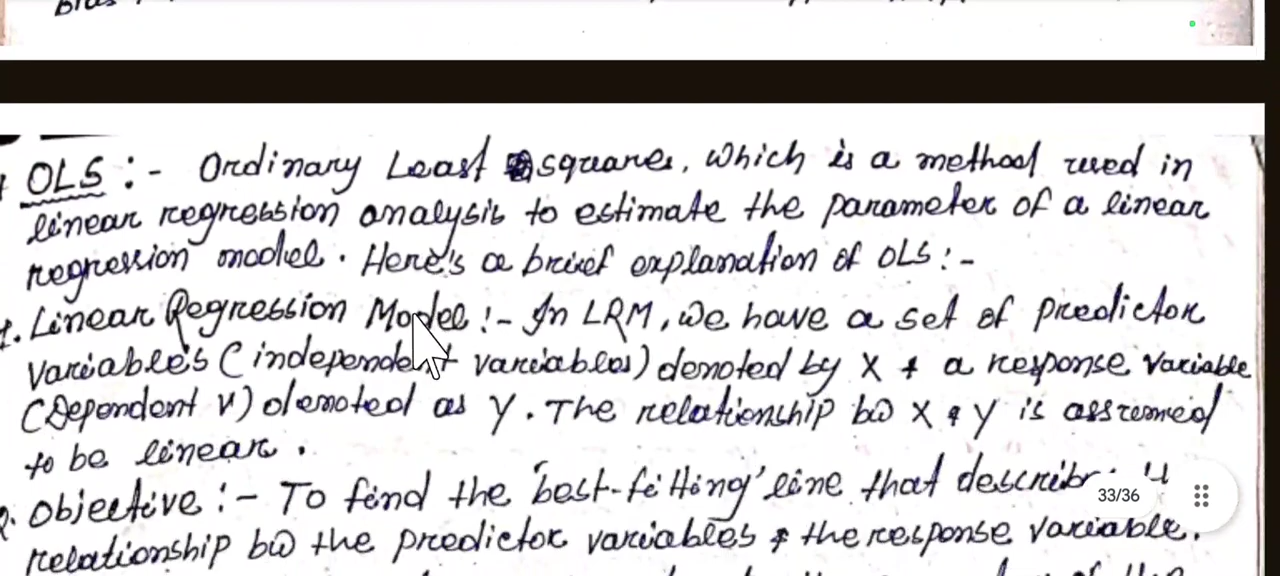 OLS :- Ordinary Least squares, which is a method used in
linear regression analysis to estimate the parameter of a linear
regression model. Here's a brief explanation of OLS :-
1. Linear Regression Model :- In LRM, we have a set of predictor
variables (independent variables) denoted by X & a response variable
(Dependent v) denoted as Y. The relationship bw X & Y is assumed
to be linear.
2. Objective :- To find the 'best-fitting' line that describ
33/36
relationship bw the predictor variables & the response variable.